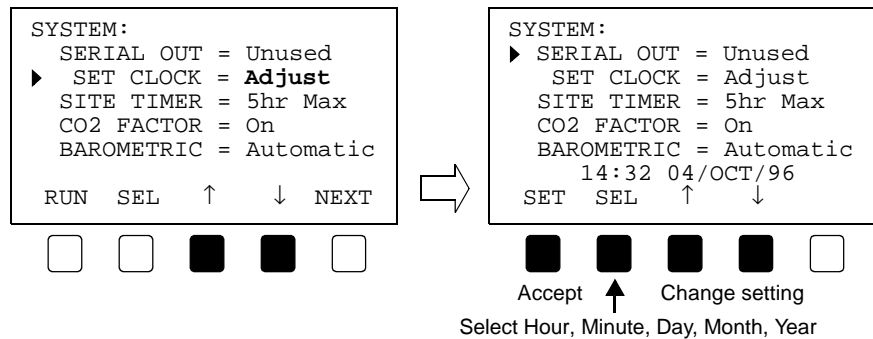 SYSTEM:
SERIAL OUT = Unused
SET CLOCK = Adjust
SITE TIMER = 5hr Max
CO2 FACTOR = On
BAROMETRIC = Automatic
RUN SEL ↑ ↓ NEXT
SYSTEM:
SERIAL OUT = Unused
SET CLOCK = Adjust
SITE TIMER = 5hr Max
CO2 FACTOR = On
BAROMETRIC = Automatic
14:32 04/OCT/96
SET SEL ↑ ↓
Accept Change setting
Select Hour, Minute, Day, Month, Year